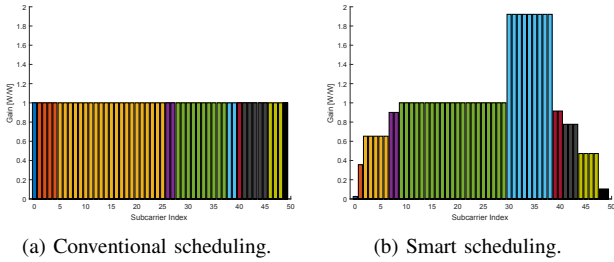 2
1.8
1.6
1.4
1.2
1
0.8
0.6
0.4
0.2
0
Gain [W/W]
0 5 10 15 20 25 30 35 40 45 50
Subcarrier Index
(a) Conventional scheduling.
2
1.8
1.6
1.4
1.2
1
0.8
0.6
0.4
0.2
0
Gain [W/W]
0 5 10 15 20 25 30 35 40 45 50
Subcarrier Index
(b) Smart scheduling.